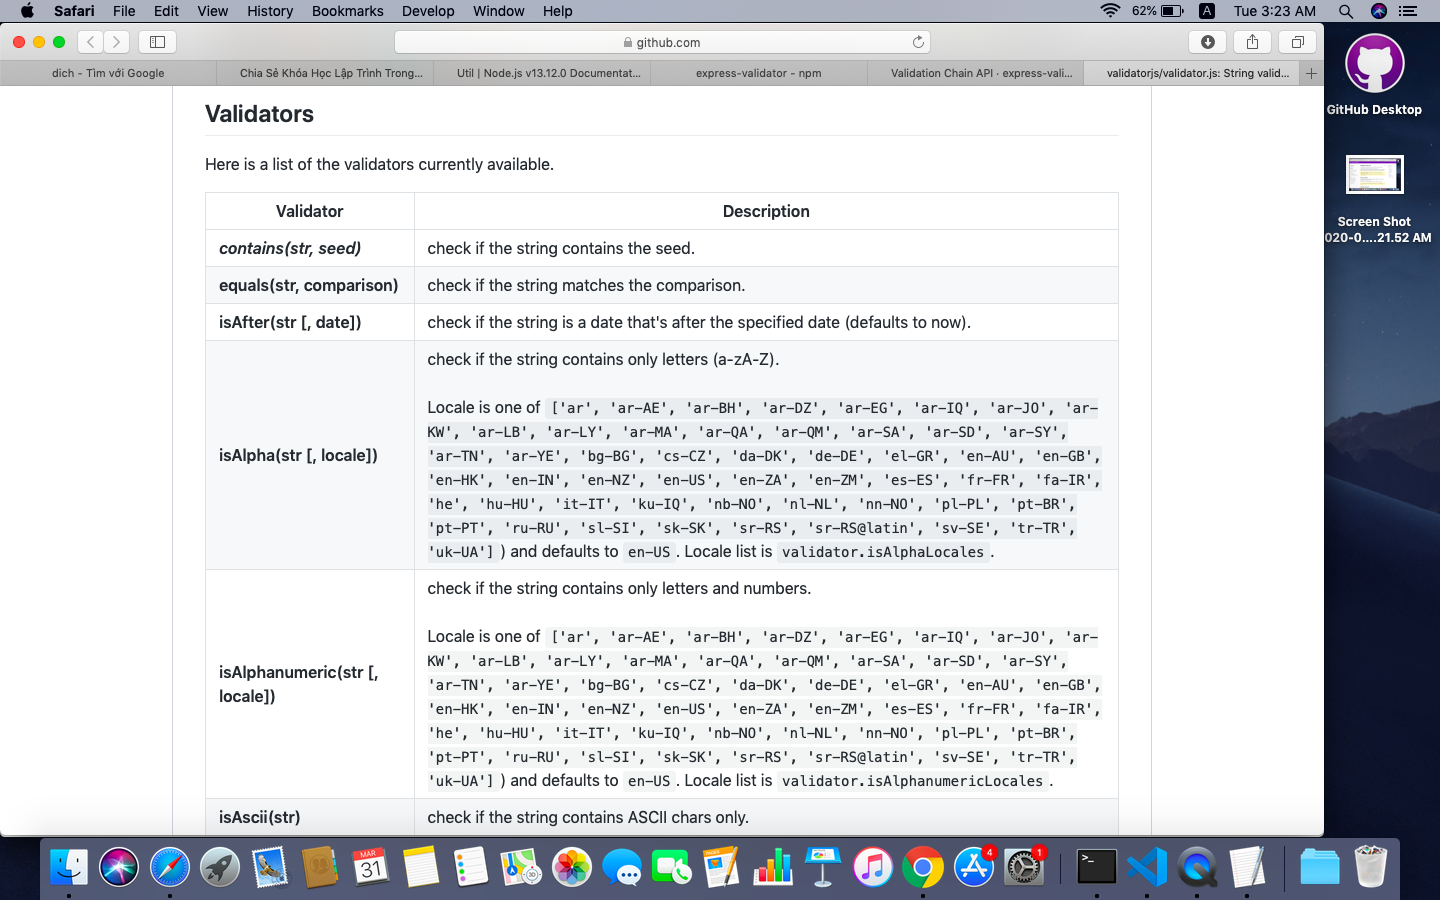 Safari File Edit View History Bookmarks Develop Window Help 62% A Tue 3:23 AM
github.com
dich - Tìm với Google
Chia Sẻ Khóa Học Lập Trình Trong...
Util | Node.js v13.12.0 Documentat...
express-validator - npm
Validation Chain API · express-vali...
validatorjs/validator.js: String valid...
GitHub Desktop
Screen Shot
020-0....21.52 AM
Validators
Here is a list of the validators currently available.
Validator Description
contains(str, seed) check if the string contains the seed.
equals(str, comparison) check if the string matches the comparison.
isAfter(str [, date]) check if the string is a date that's after the specified date (defaults to now).
isAlpha(str [, locale])
check if the string contains only letters (a-zA-Z).
Locale is one of ['ar', 'ar-AE', 'ar-BH', 'ar-DZ', 'ar-EG', 'ar-IQ', 'ar-JO', 'ar-
KW', 'ar-LB', 'ar-LY', 'ar-MA', 'ar-QA', 'ar-QM', 'ar-SA', 'ar-SD', 'ar-SY',
'ar-TN', 'ar-YE', 'bg-BG', 'cs-CZ', 'da-DK', 'de-DE', 'el-GR', 'en-AU', 'en-GB',
'en-HK', 'en-IN', 'en-NZ', 'en-US', 'en-ZA', 'en-ZM', 'es-ES', 'fr-FR', 'fa-IR',
'he', 'hu-HU', 'it-IT', 'ku-IQ', 'nb-NO', 'nl-NL', 'nn-NO', 'pl-PL', 'pt-BR',
'pt-PT', 'ru-RU', 'sl-SI', 'sk-SK', 'sr-RS', 'sr-RS@latin', 'sv-SE', 'tr-TR',
'uk-UA'] ) and defaults to en-US . Locale list is validator.isAlphaLocales .
isAlphanumeric(str [,
locale])
check if the string contains only letters and numbers.
Locale is one of ['ar', 'ar-AE', 'ar-BH', 'ar-DZ', 'ar-EG', 'ar-IQ', 'ar-JO', 'ar-
KW', 'ar-LB', 'ar-LY', 'ar-MA', 'ar-QA', 'ar-QM', 'ar-SA', 'ar-SD', 'ar-SY',
'ar-TN', 'ar-YE', 'bg-BG', 'cs-CZ', 'da-DK', 'de-DE', 'el-GR', 'en-AU', 'en-GB',
'en-HK', 'en-IN', 'en-NZ', 'en-US', 'en-ZA', 'en-ZM', 'es-ES', 'fr-FR', 'fa-IR',
'he', 'hu-HU', 'it-IT', 'ku-IQ', 'nb-NO', 'nl-NL', 'nn-NO', 'pl-PL', 'pt-BR',
'pt-PT', 'ru-RU', 'sl-SI', 'sk-SK', 'sr-RS', 'sr-RS@latin', 'sv-SE', 'tr-TR',
'uk-UA'] ) and defaults to en-US . Locale list is validator.isAlphanumericLocales .
isAscii(str) check if the string contains ASCII chars only.
MAR
31
4
1
>_